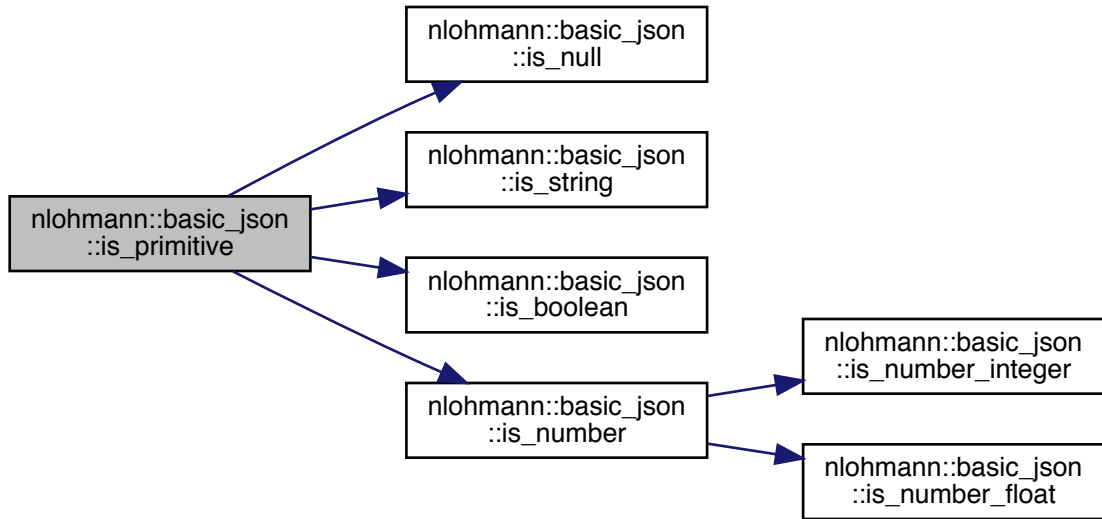 nlohmann::basic_json
::is_null
nlohmann::basic_json
::is_string
nlohmann::basic_json
::is_primitive
nlohmann::basic_json
::is_boolean
nlohmann::basic_json
::is_number
nlohmann::basic_json
::is_number_integer
nlohmann::basic_json
::is_number_float